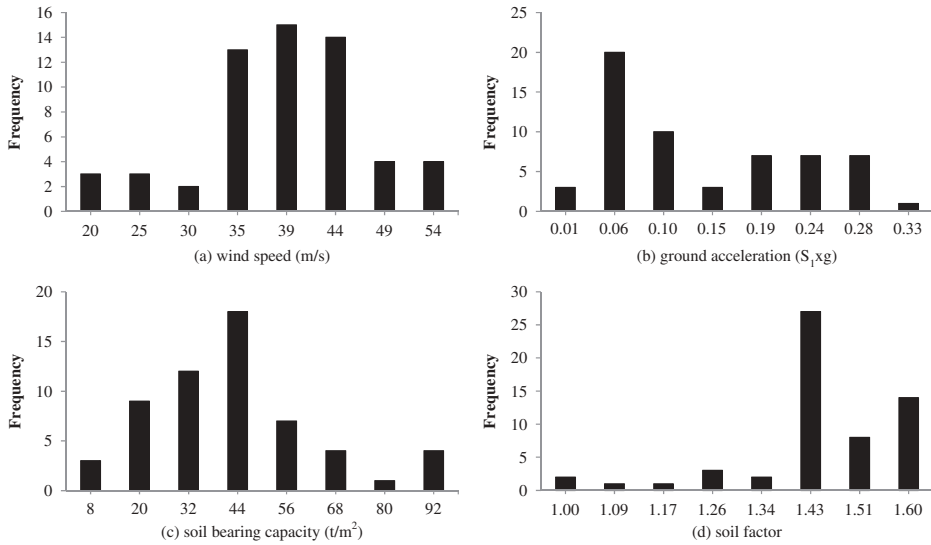 16
14
12
10
8
6
4
2
0
Frequency
20 25 30 35 39 44 49 54
(a) wind speed (m/s)
25
20
15
10
5
0
Frequency
0.01 0.06 0.10 0.15 0.19 0.24 0.28 0.33
(b) ground acceleration (S₁xg)
20
15
10
5
0
Frequency
8 20 32 44 56 68 80 92
(c) soil bearing capacity (t/m²)
30
25
20
15
10
5
0
Frequency
1.00 1.09 1.17 1.26 1.34 1.43 1.51 1.60
(d) soil factor